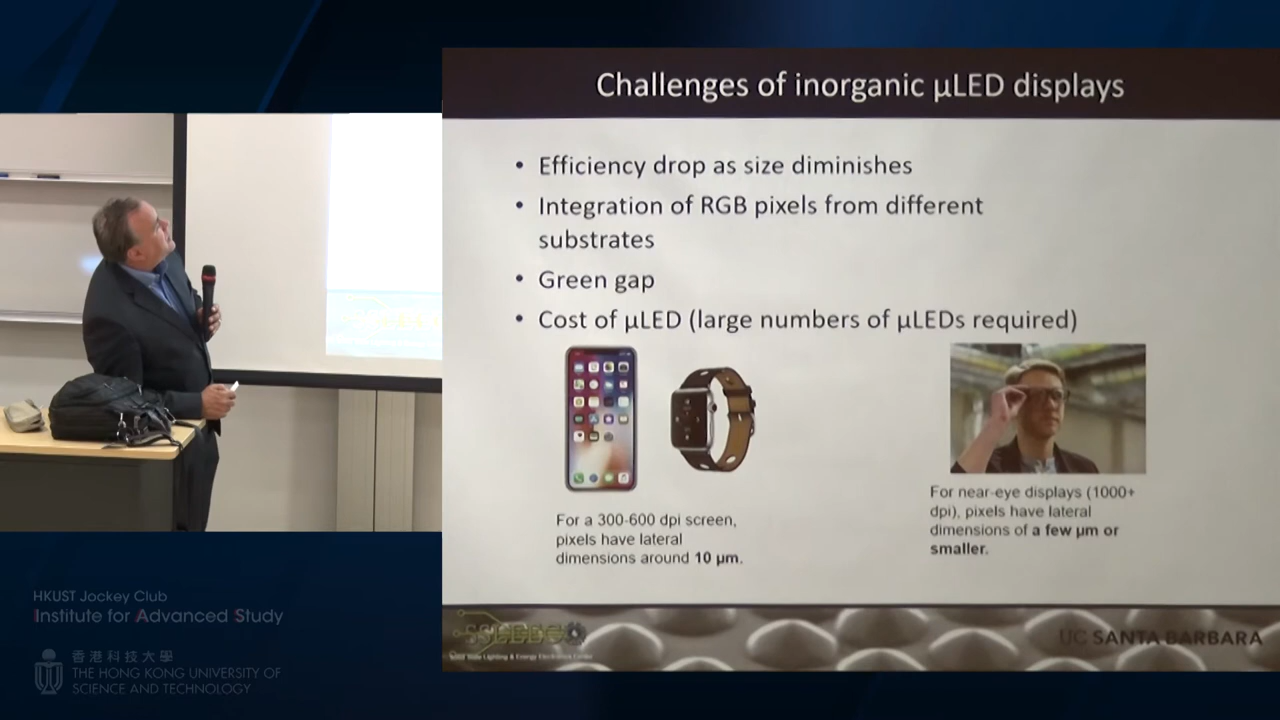 Challenges of inorganic µLED displays
• Efficiency drop as size diminishes
• Integration of RGB pixels from different
substrates
• Green gap
• Cost of µLED (large numbers of µLEDs required)
For a 300-600 dpi screen,
pixels have lateral
dimensions around 10 µm.
For near-eye displays (1000+
dpi), pixels have lateral
dimensions of a few µm or
smaller.
UC SANTA BARBARA
HKUST Jockey Club
Institute for Advanced Study
香港科技大學
THE HONG KONG UNIVERSITY OF
SCIENCE AND TECHNOLOGY